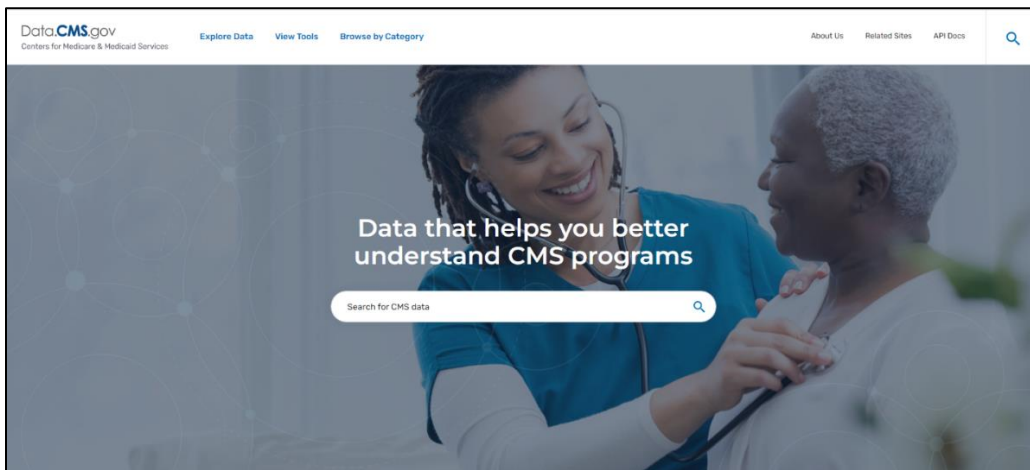 Data.CMS.gov
Centers for Medicare & Medicaid Services
Explore Data View Tools Browse by Category
About Us Related Sites API Docs
Data that helps you better
understand CMS programs
Search for CMS data